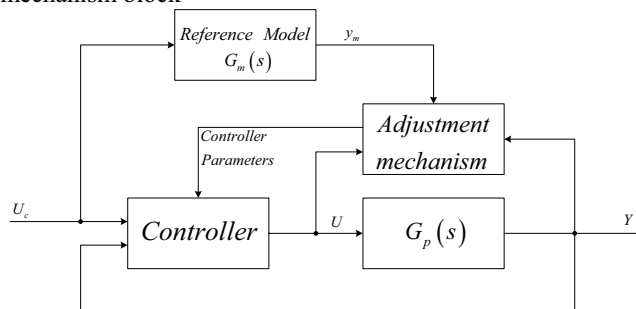 mechanism block
Reference Model
G_m(s)
y_m
Adjustment
mechanism
Controller
Parameters
U_c
Controller
U
G_p(s)
Y